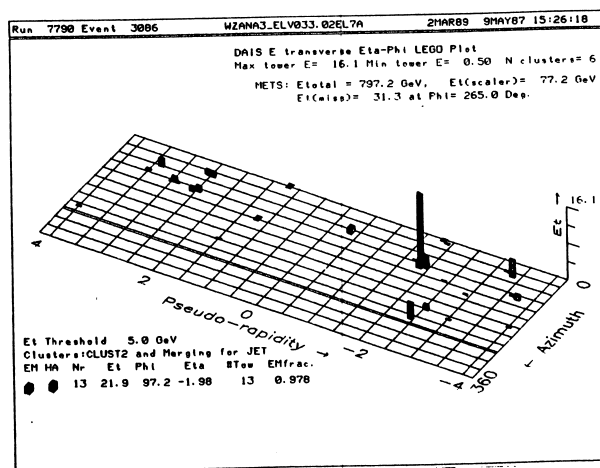 Run 7790 Event 3086 WZANA3_ELV033.02EL7A 2MAR89 9MAY87 15:26:18
DAIS E transverse Eta-Phi LEGO Plot
Max tower E= 16.1 Min tower E= 0.50 N clusters= 6
METS: Etotal = 797.2 GeV, Et(scaler)= 77.2 GeV
Et(miss)= 31.3 at Phi= 265.0 Deg.
Et → 16.1
4 2 0 -2 -4
Pseudo-rapidity →
0 360
← Azimuth
Et Threshold 5.0 GeV
Clusters:CLUST2 and Merging for JET
EM HA Nr Et Phi Eta #Tow EMfrac.
13 21.9 97.2 -1.98 13 0.978